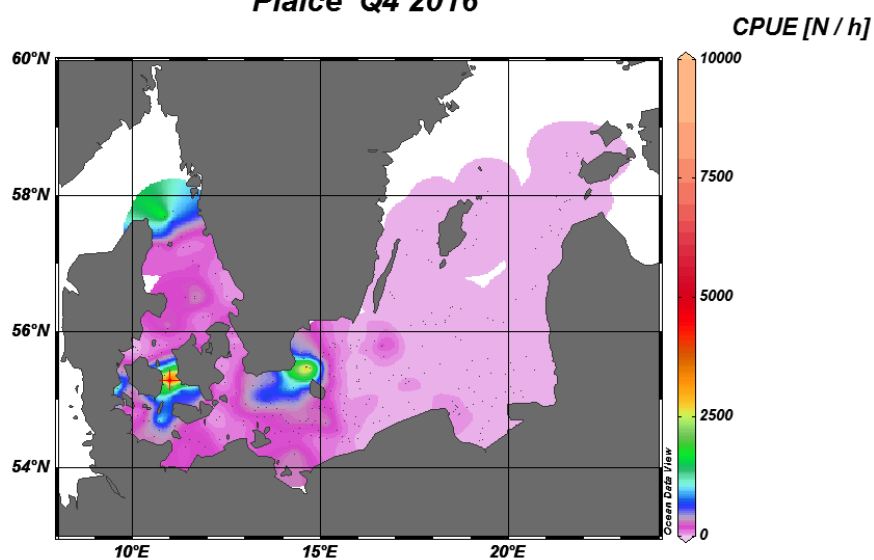 Plaice Q4 2016
CPUE [N / h]
60°N
58°N
56°N
54°N
10°E
15°E
20°E
10000
7500
5000
2500
0
Ocean Data View